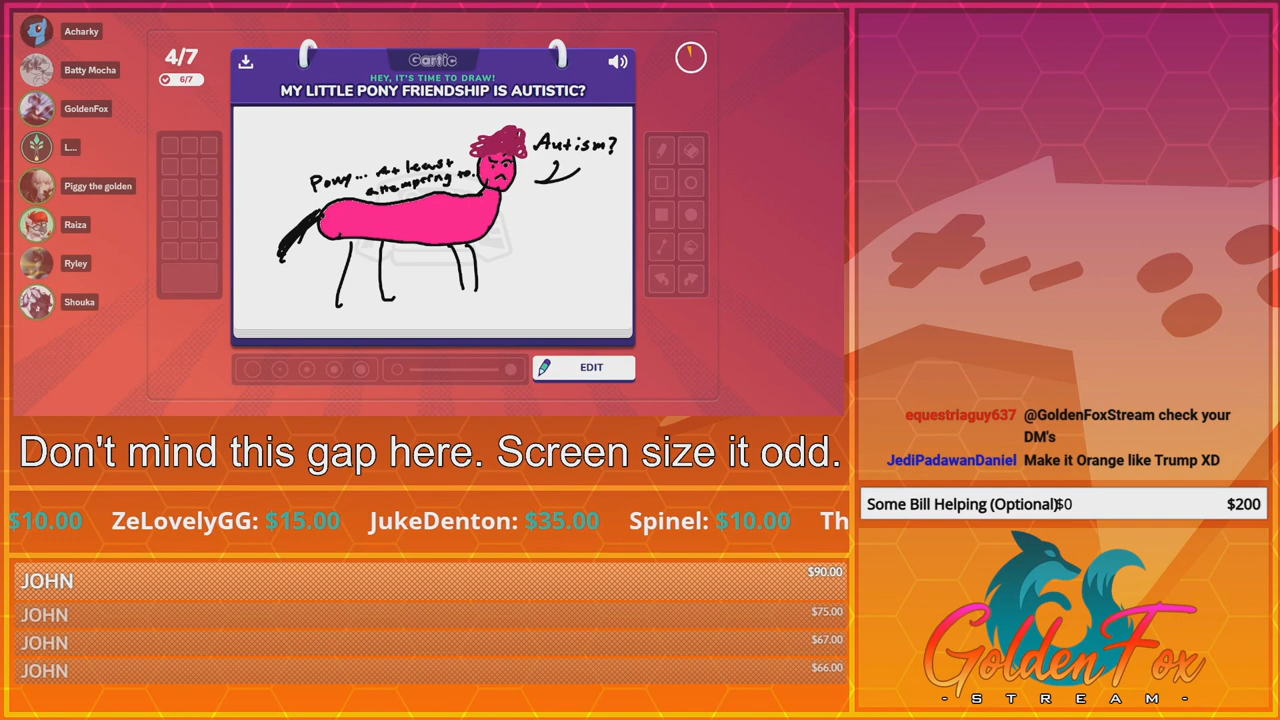 Acharky
Batty Mocha
GoldenFox
L...
Piggy the golden
Raiza
Ryley
Shouka
4/7
6/7
Gartic
HEY, IT'S TIME TO DRAW!
MY LITTLE PONY FRIENDSHIP IS AUTISTIC?
Autism?
Pony... At least
attempting to.
EDIT
Don't mind this gap here. Screen size it odd.
$10.00 ZeLovelyGG: $15.00 JukeDenton: $35.00 Spinel: $10.00 Th
JOHN $90.00
JOHN $75.00
JOHN $67.00
JOHN $66.00
equestriaguy637 @GoldenFoxStream check your
DM's
JediPadawanDaniel Make it Orange like Trump XD
Some Bill Helping (Optional)$0 $200
GoldenFox
- STREAM -